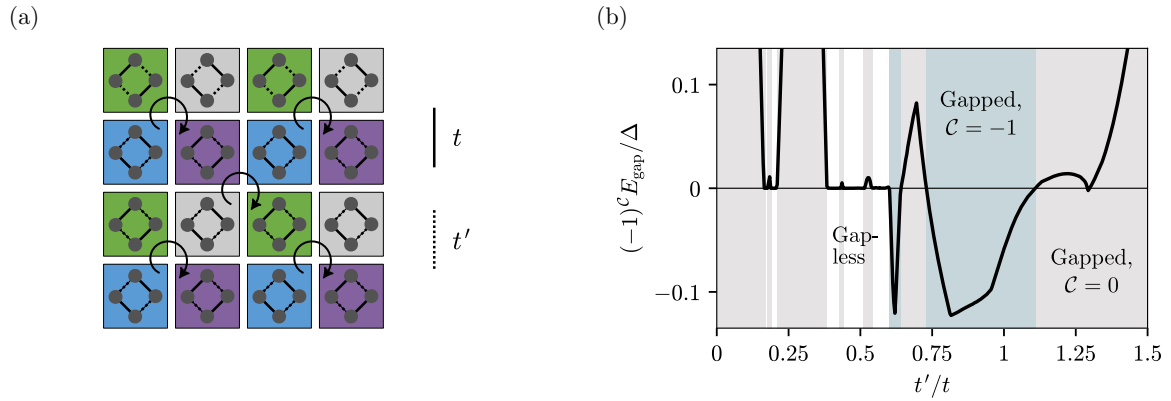 (a)
t
t′
(b)
(−1)^𝒞 E_gap/Δ
0.1
0
−0.1
Gapped,
𝒞 = −1
Gap-
less
Gapped,
𝒞 = 0
0 0.25 0.5 0.75 1 1.25 1.5
t′/t